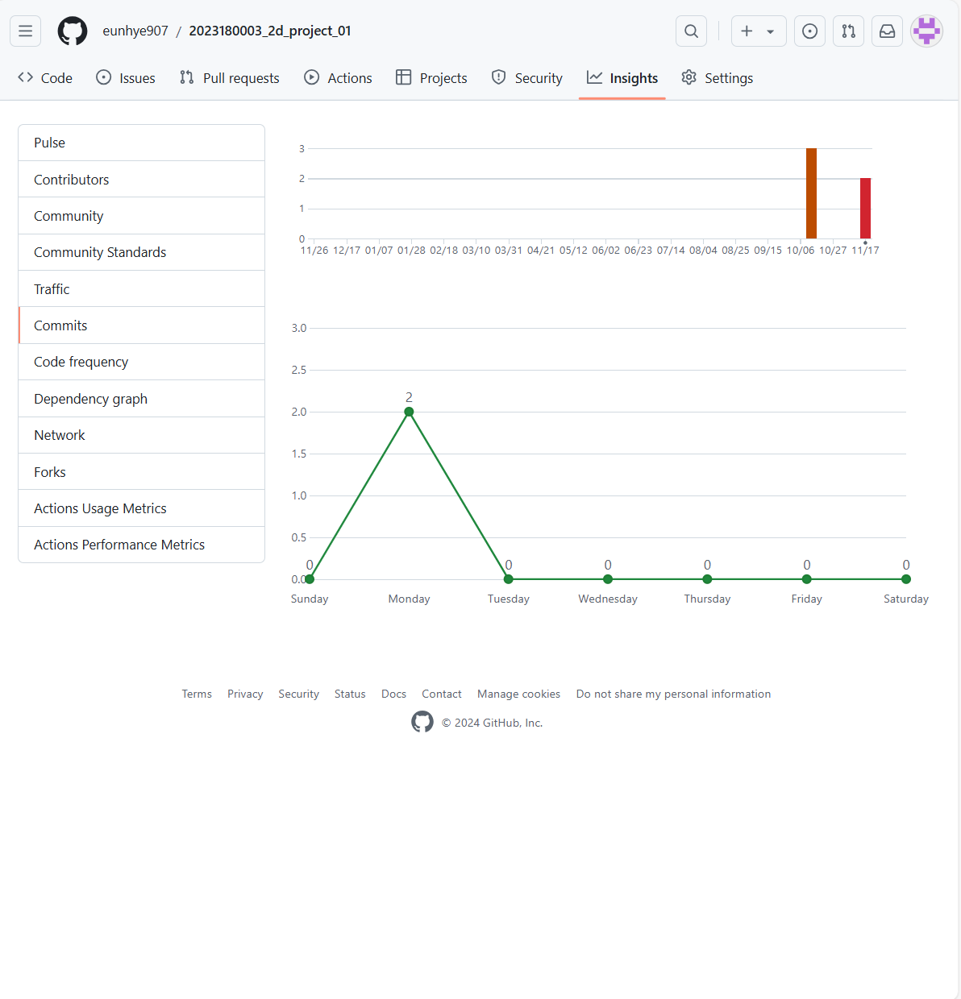 eunhye907 / 2023180003_2d_project_01
Code Issues Pull requests Actions Projects Security Insights Settings
Pulse
Contributors
Community
Community Standards
Traffic
Commits
Code frequency
Dependency graph
Network
Forks
Actions Usage Metrics
Actions Performance Metrics
3
2
1
0
11/26 12/17 01/07 01/28 02/18 03/10 03/31 04/21 05/12 06/02 06/23 07/14 08/04 08/25 09/15 10/06 10/27 11/17
3.0
2.5
2
2.0
1.5
1.0
0.5
0 0 0 0 0 0
0.0
Sunday Monday Tuesday Wednesday Thursday Friday Saturday
Terms Privacy Security Status Docs Contact Manage cookies Do not share my personal information
© 2024 GitHub, Inc.